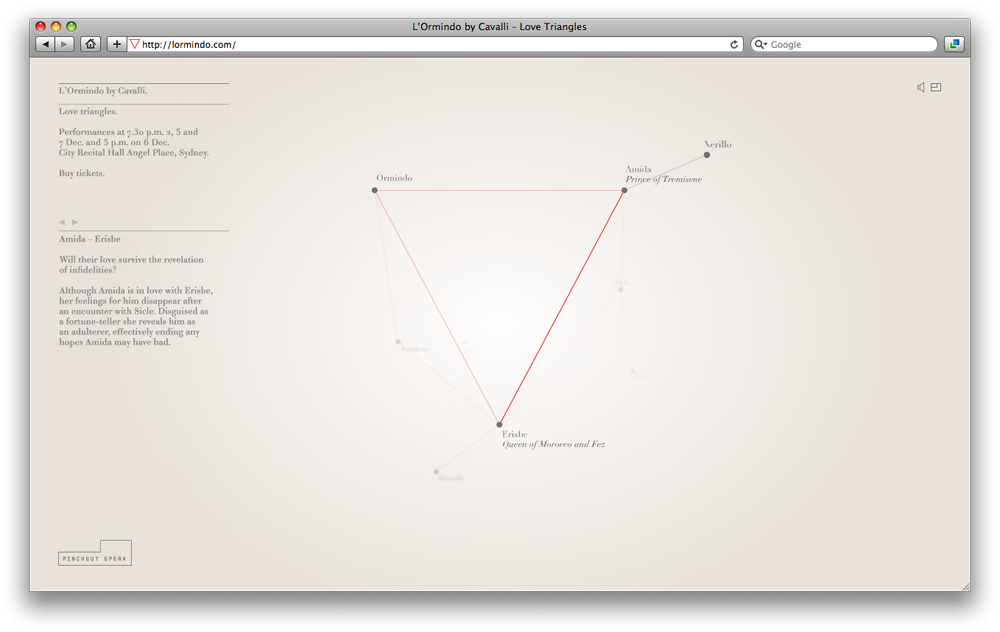 L'Ormindo by Cavalli – Love Triangles
http://lormindo.com/
Google
L'Ormindo by Cavalli.
Love triangles.
Performances at 7.30 p.m. 2, 5 and
7 Dec. and 5 p.m. on 6 Dec.
City Recital Hall Angel Place, Sydney.
Buy tickets.
Amida – Erisbe
Will their love survive the revelation
of infidelities?
Although Amida is in love with Erisbe,
her feelings for him disappear after
an encounter with Sicle. Disguised as
a fortune-teller she reveals him as
an adulterer, effectively ending any
hopes Amida may have had.
Nerillo
Amida
Prince of Tremisene
Ormindo
Erisbe
Queen of Morocco and Fez
PINCHGUT OPERA